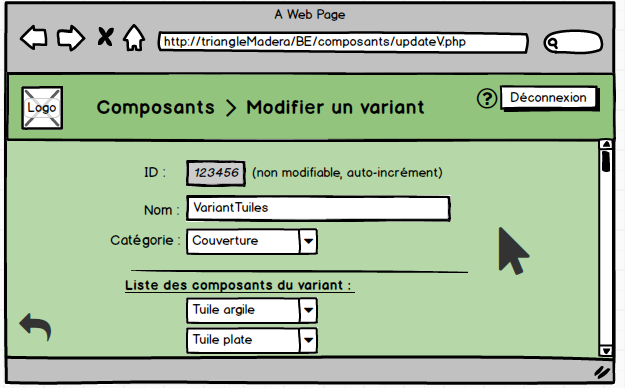 A Web Page
http://triangleMadera/BE/composants/updateV.php
Logo
Composants > Modifier un variant
? Déconnexion
ID : 123456 (non modifiable, auto-incrément)
Nom : VariantTuiles
Catégorie : Couverture
Liste des composants du variant :
Tuile argile
Tuile plate